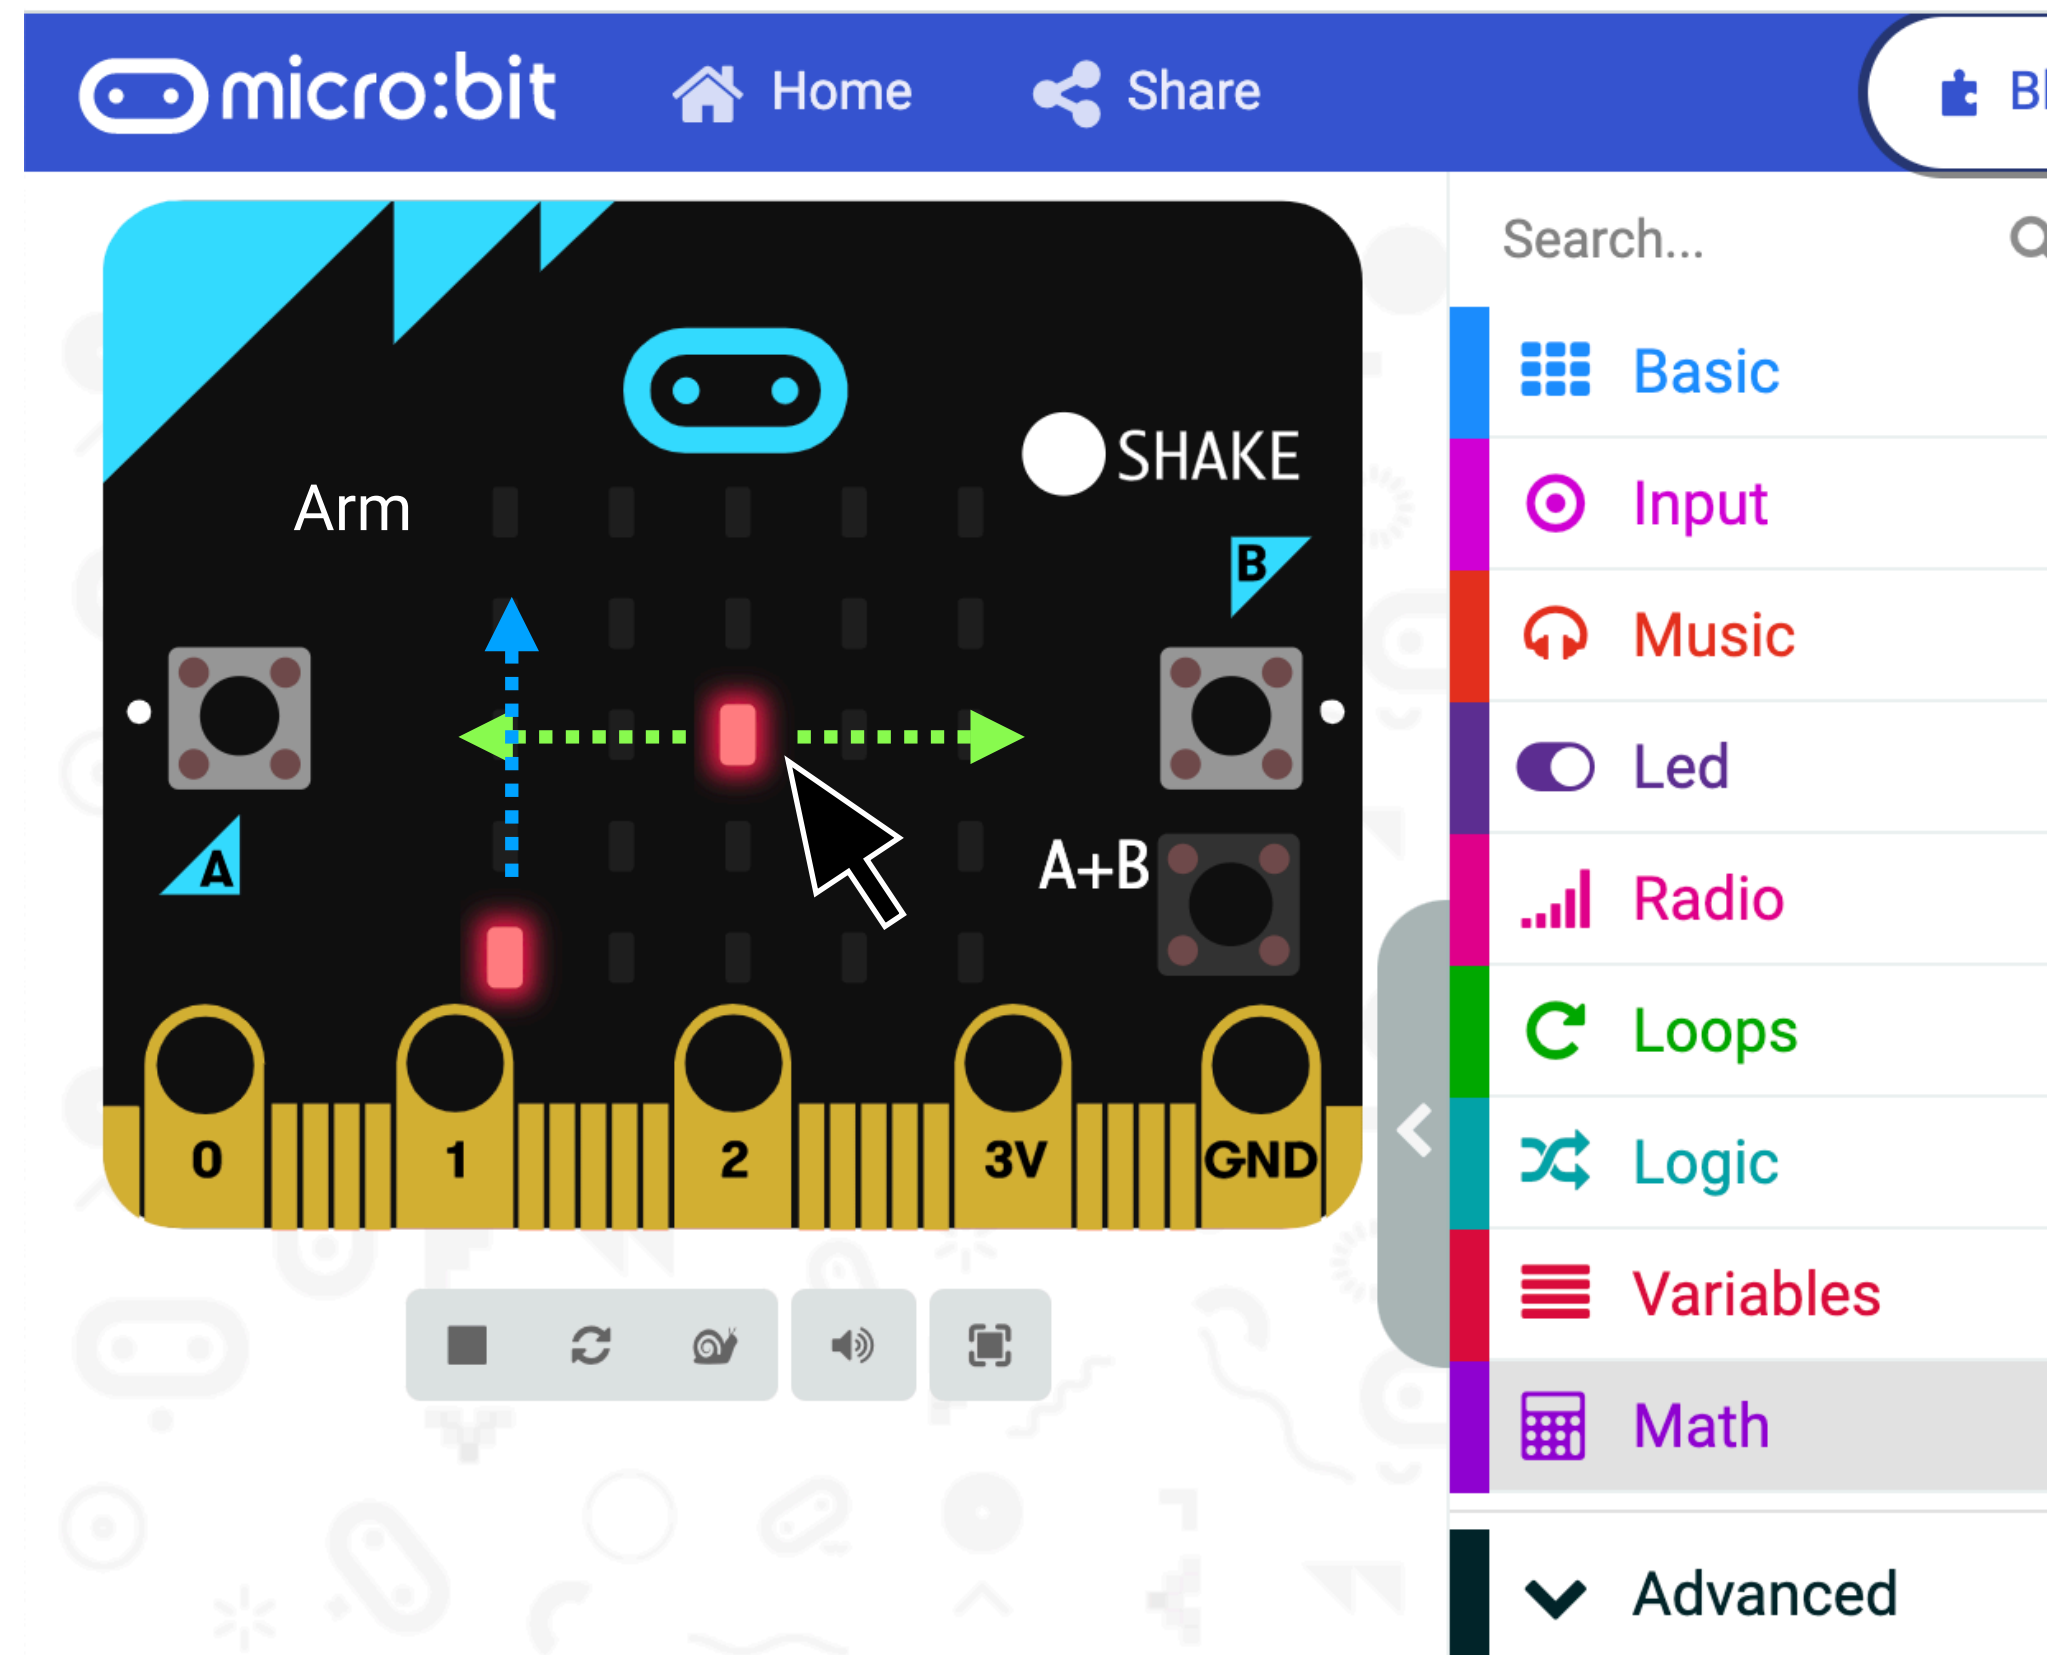 micro:bit
Home
Share
Search...
Basic
SHAKE
Input
Arm
B
Music
Led
A
A+B
Radio
Loops
0
1
2
3V
GND
Logic
Variables
Math
Advanced